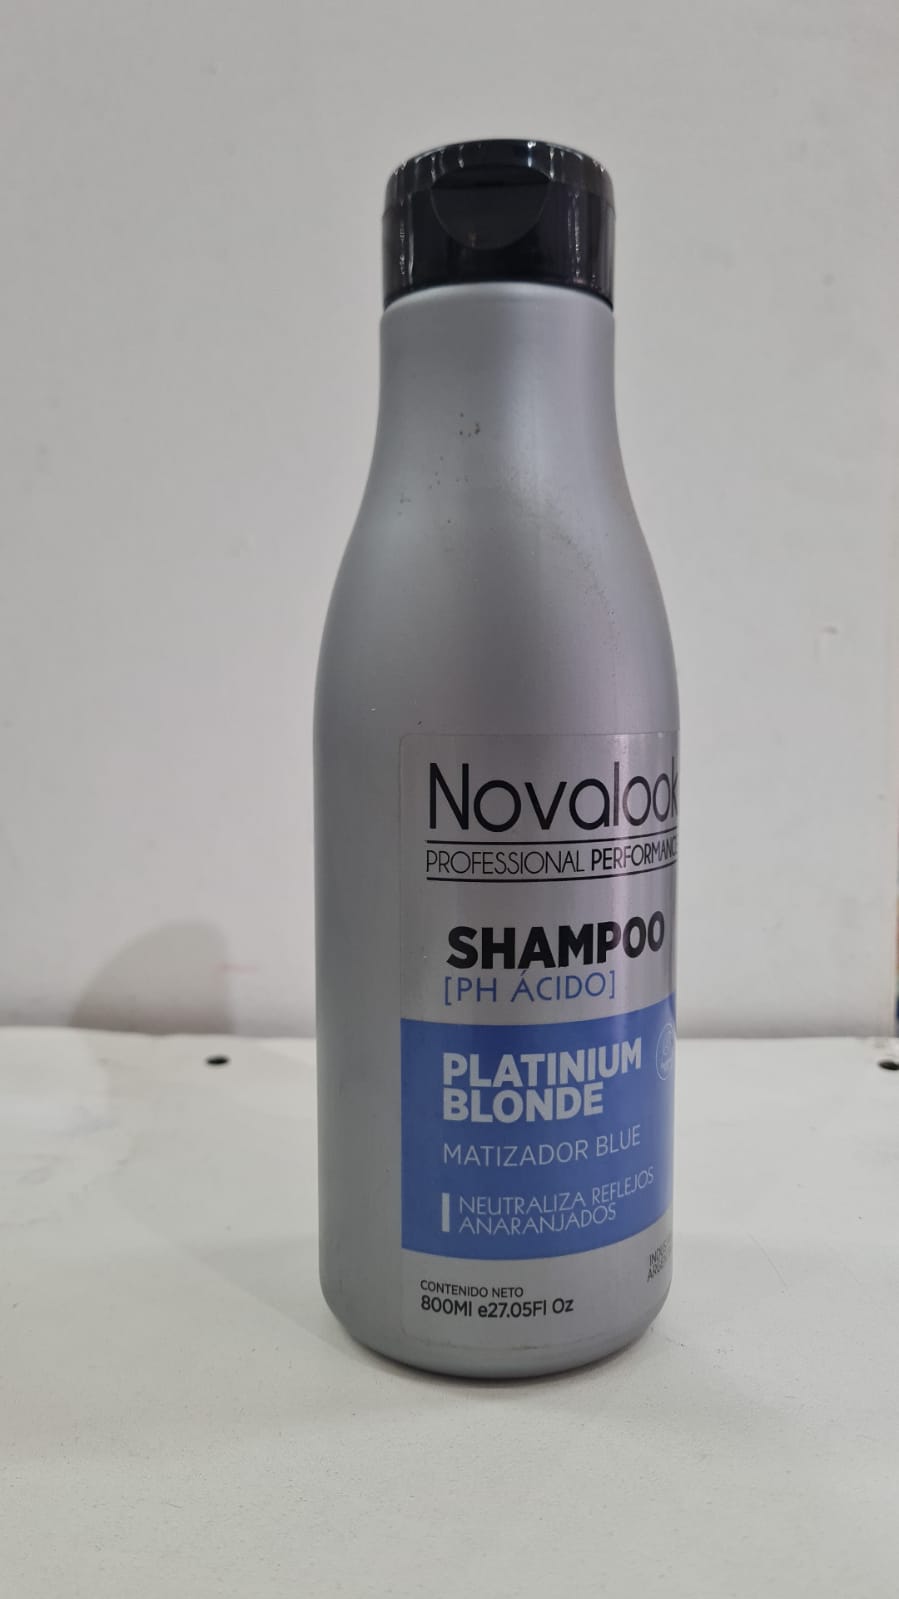 Novalook
PROFESSIONAL PERFORMANCE
SHAMPOO
[PH ÁCIDO]
PLATINIUM
BLONDE
MATIZADOR BLUE
NEUTRALIZA REFLEJOS
ANARANJADOS
CONTENIDO NETO
800Ml e27.05Fl Oz